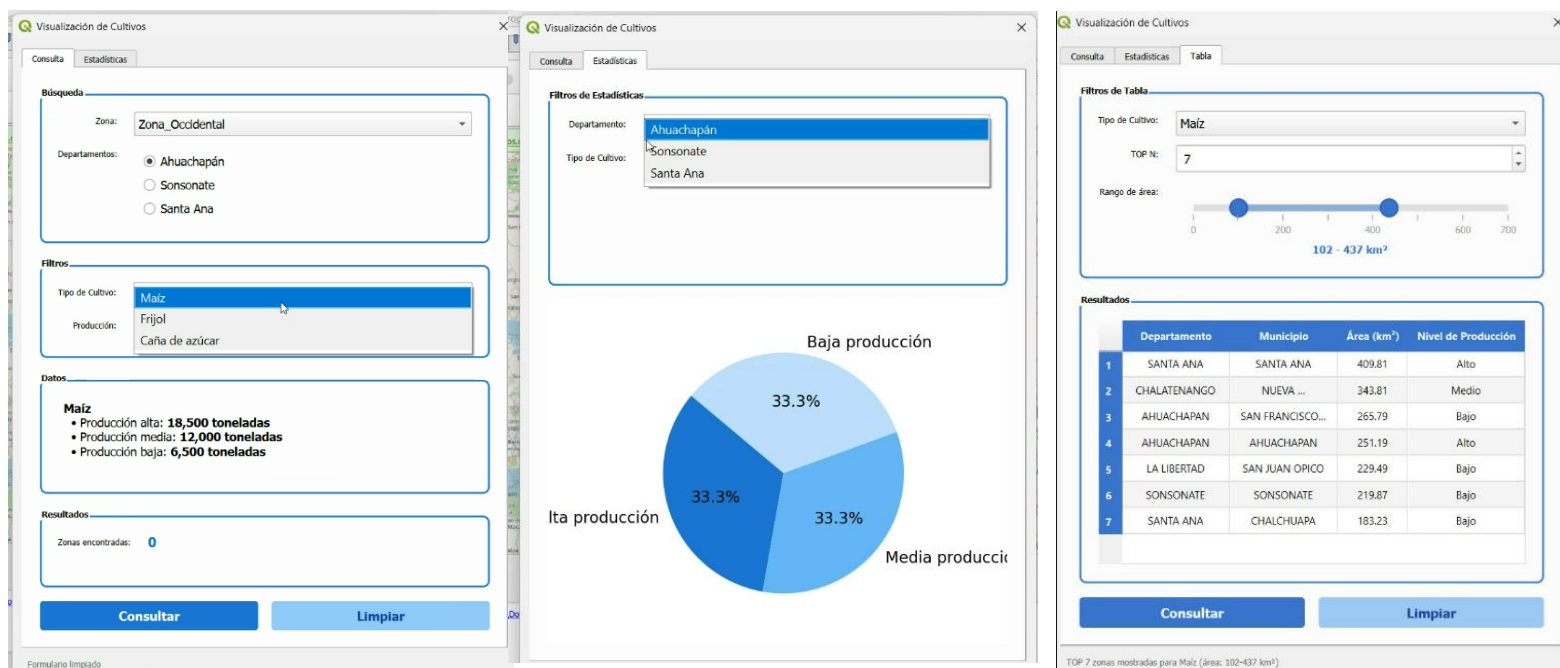 Visualización de Cultivos
Consulta Estadísticas
Búsqueda
Zona: Zona_Occidental
Departamentos: Ahuachapán
Sonsonate
Santa Ana
Filtros
Tipo de Cultivo:
Maíz
Producción: Frijol
Caña de azúcar
Datos
Maíz
• Producción alta: 18,500 toneladas
• Producción media: 12,000 toneladas
• Producción baja: 6,500 toneladas
Resultados
Zonas encontradas: 0
Consultar Limpiar
Formulario limpiado
Visualización de Cultivos
Consulta Estadísticas
Filtros de Estadísticas
Departamento: Ahuachapán
Tipo de Cultivo: Sonsonate
Santa Ana
Baja producción
33.3%
33.3%
lta producción
33.3%
Media producció
Visualización de Cultivos
Consulta Estadísticas Tabla
Filtros de Tabla
Tipo de Cultivo: Maíz
TOP N: 7
Rango de área:
0 200 400 600 700
102 - 437 km²
Resultados
Departamento Municipio Área (km²) Nivel de Producción
1 SANTA ANA SANTA ANA 409.81 Alto
2 CHALATENANGO NUEVA ... 343.81 Medio
3 AHUACHAPAN SAN FRANCISCO... 265.79 Bajo
4 AHUACHAPAN AHUACHAPAN 251.19 Alto
5 LA LIBERTAD SAN JUAN OPICO 229.49 Bajo
6 SONSONATE SONSONATE 219.87 Bajo
7 SANTA ANA CHALCHUAPA 183.23 Bajo
Consultar Limpiar
TOP 7 zonas mostradas para Maíz (área: 102-437 km²)